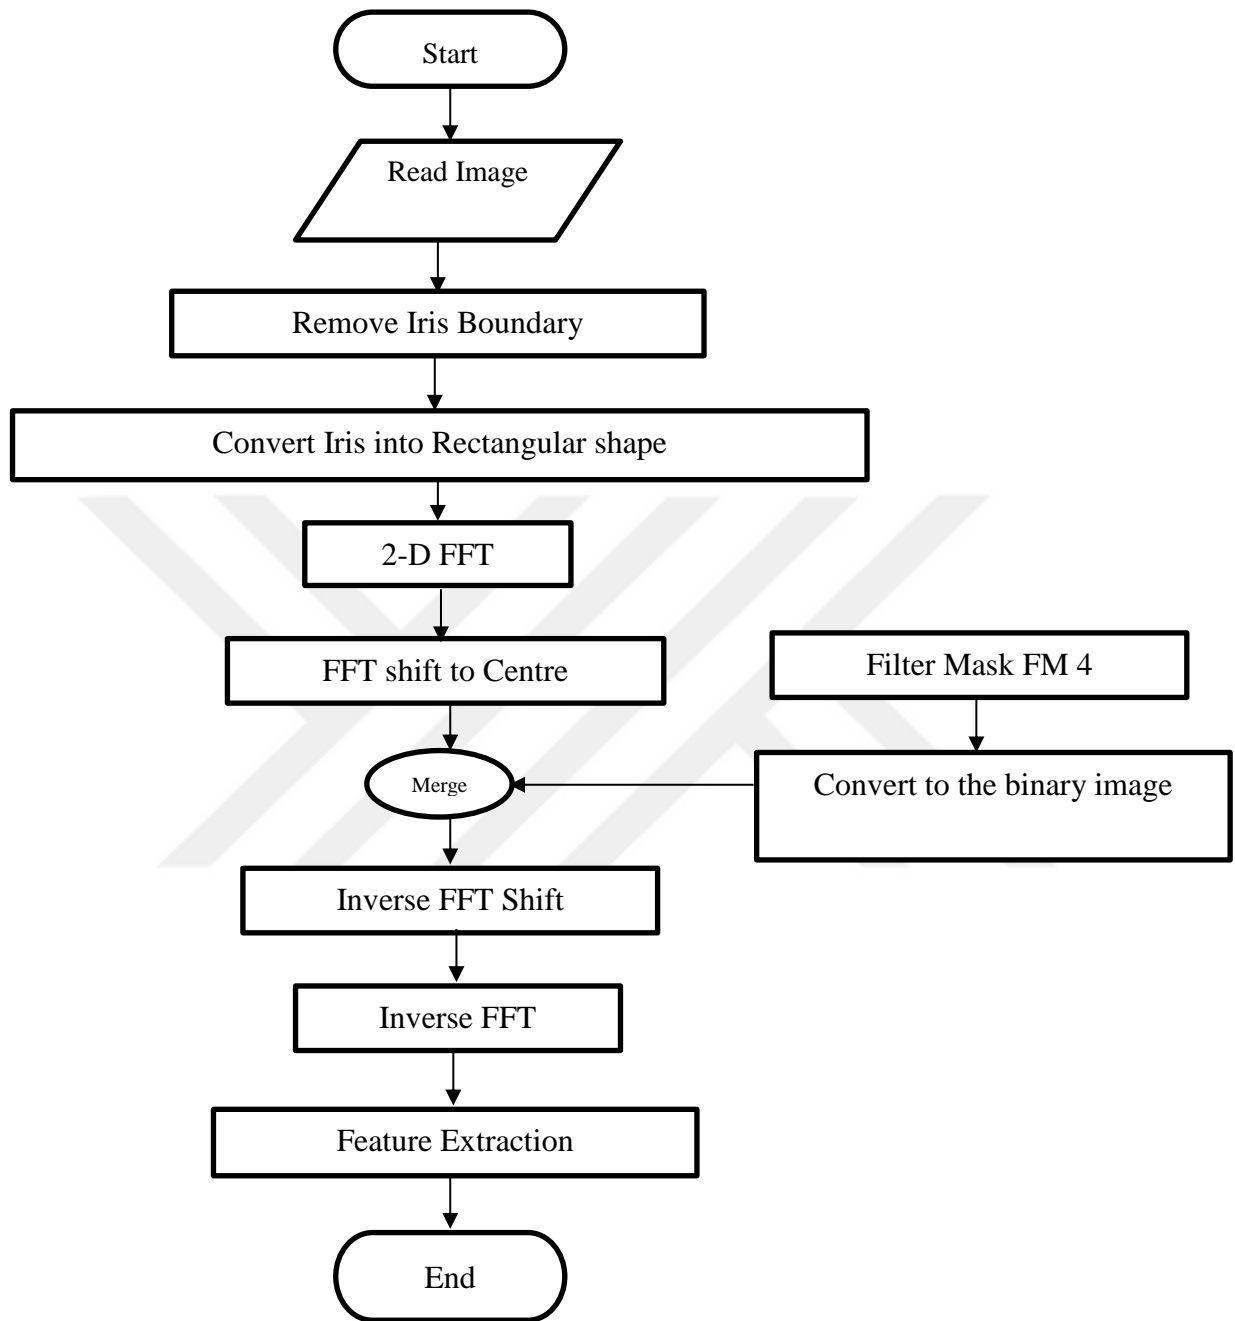 Start
Read Image
Remove Iris Boundary
Convert Iris into Rectangular shape
2-D FFT
FFT shift to Centre
Filter Mask FM 4
Merge
Convert to the binary image
Inverse FFT Shift
Inverse FFT
Feature Extraction
End